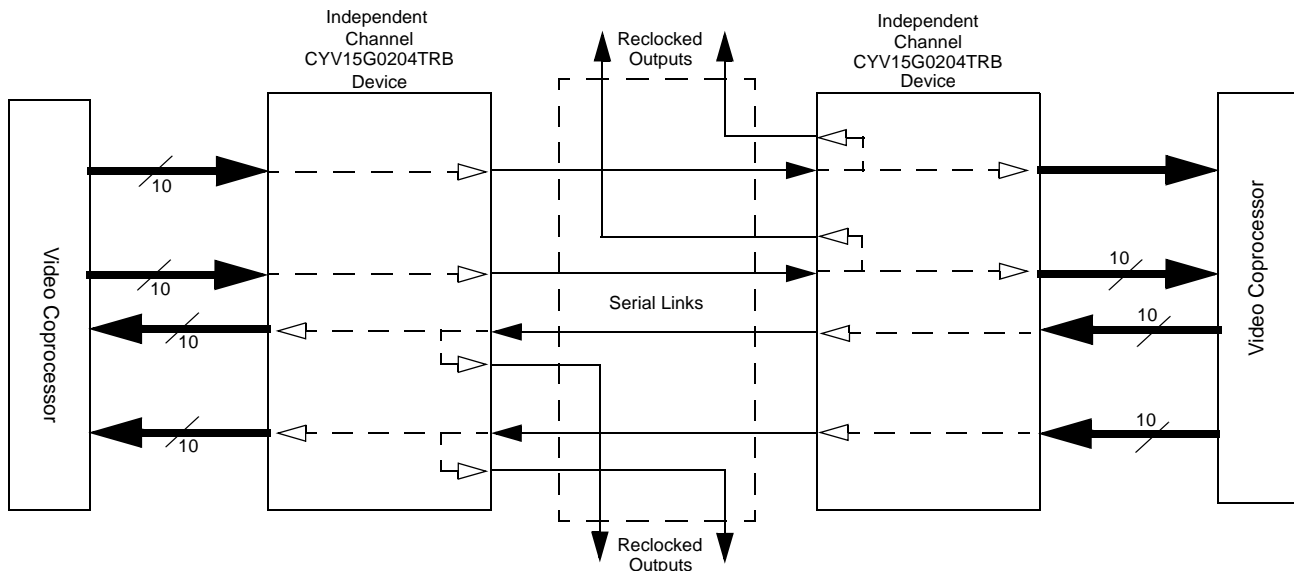 Independent
Channel
CYV15G0204TRB
Device
Reclocked
Outputs
Independent
Channel
CYV15G0204TRB
Device
10
10
10
10
Video Coprocessor
Serial Links
10
10
10
Video Coprocessor
Reclocked
Outputs